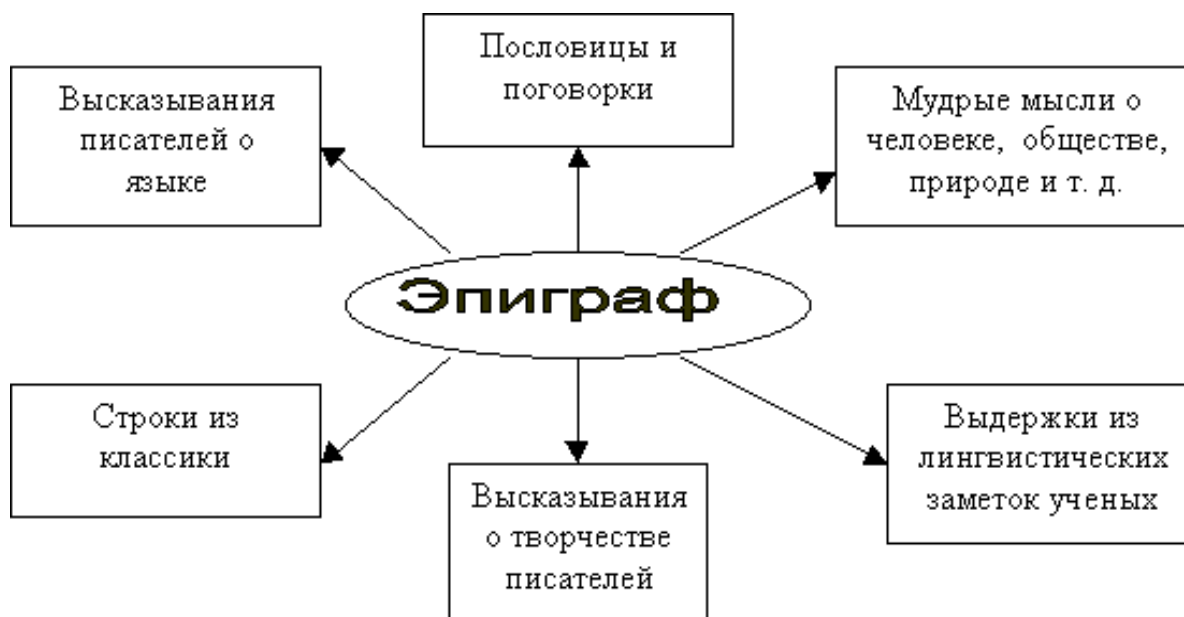 Пословицы и
поговорки
Высказывания
писателей о
языке
Мудрые мысли о
человеке, обществе,
природе и т. д.
Эпиграф
Строки из
классики
Высказывания
о творчестве
писателей
Выдержки из
лингвистических
заметок ученых